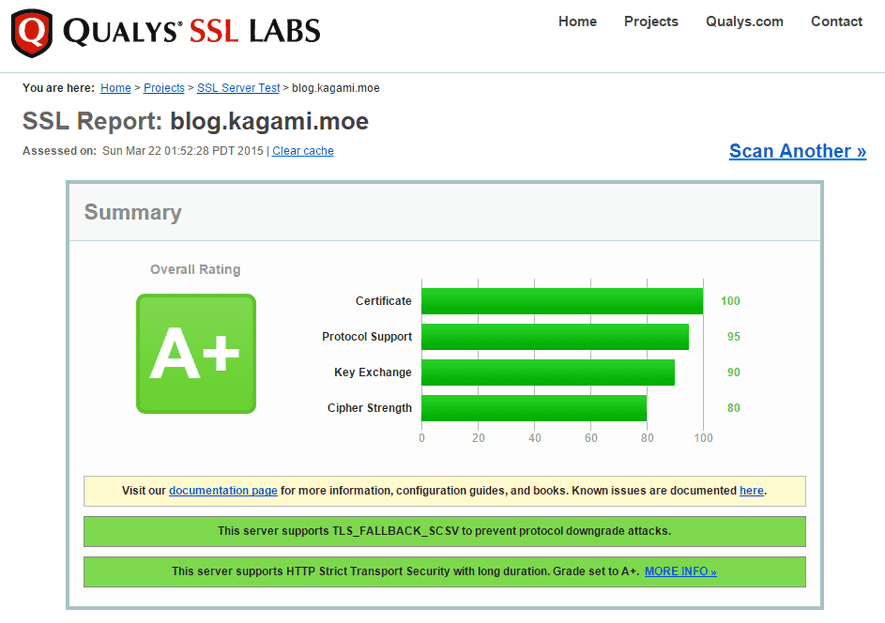 QUALYS® SSL LABS
Home Projects Qualys.com Contact
You are here: Home > Projects > SSL Server Test > blog.kagami.moe
SSL Report: blog.kagami.moe
Assessed on: Sun Mar 22 01:52:28 PDT 2015 | Clear cache
Scan Another »
Summary
Overall Rating
A+
Certificate 100
Protocol Support 95
Key Exchange 90
Cipher Strength 80
0 20 40 60 80 100
Visit our documentation page for more information, configuration guides, and books. Known issues are documented here.
This server supports TLS_FALLBACK_SCSV to prevent protocol downgrade attacks.
This server supports HTTP Strict Transport Security with long duration. Grade set to A+. MORE INFO »